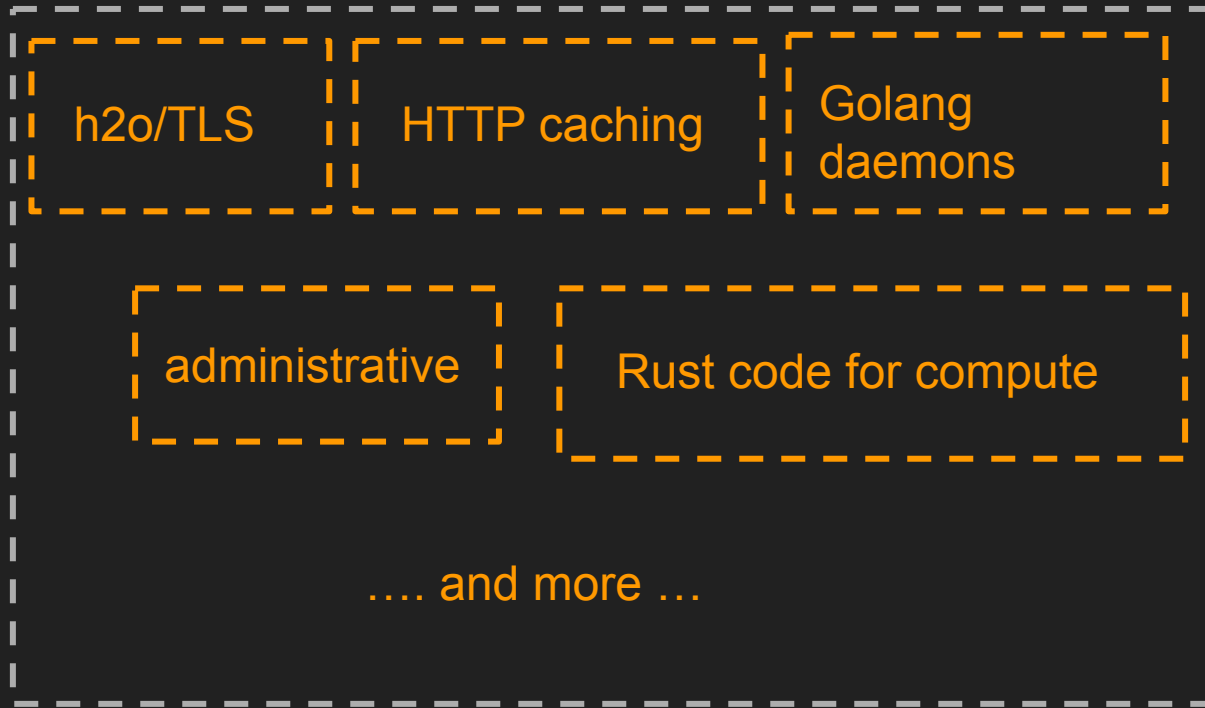 h2o/TLS
HTTP caching
Golang
daemons
administrative
Rust code for compute
…. and more …